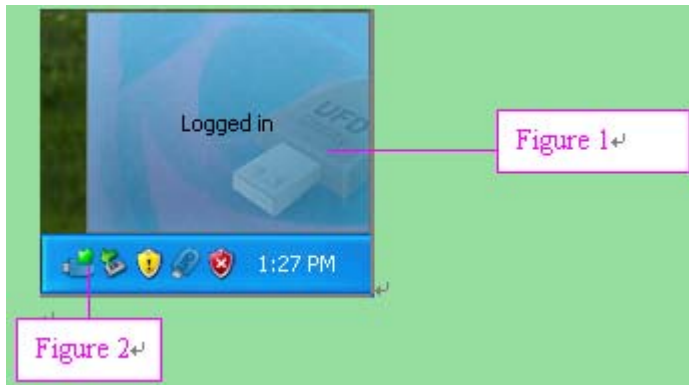 Logged in
UFD
Figure 1↵
1:27 PM
↵
↵
Figure 2↵